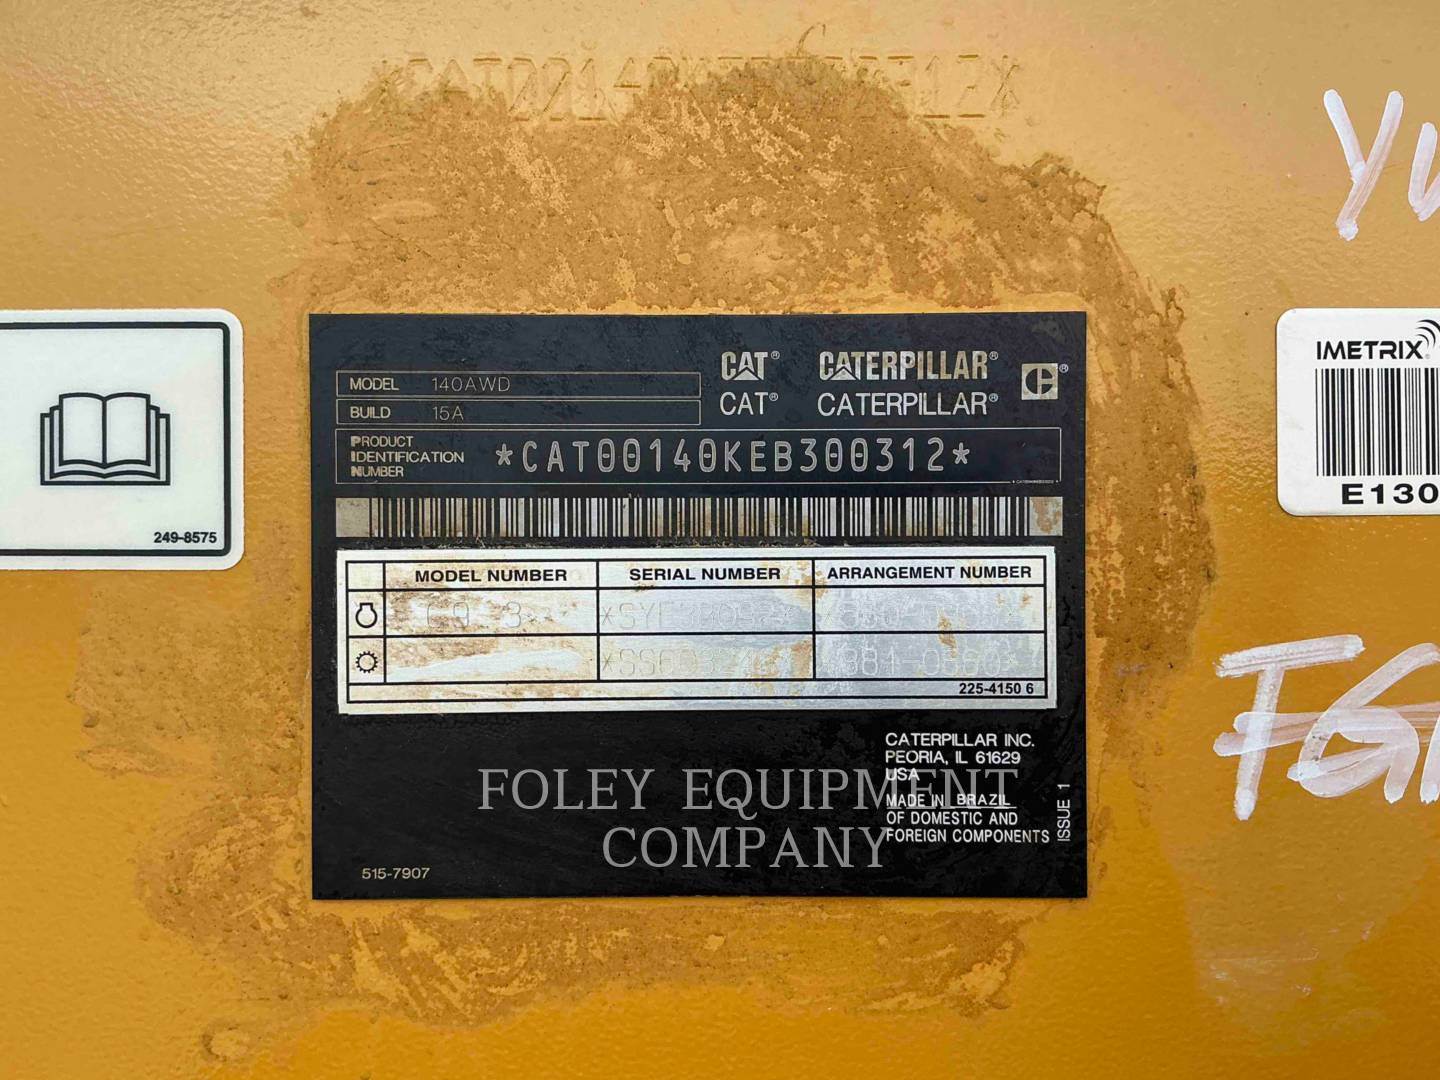 MODEL 140AWD
BUILD 15A
CAT® CATERPILLAR®
CAT® CATERPILLAR®
PRODUCT
IDENTIFICATION
NUMBER
*CAT00140KEB300312*
MODEL NUMBER SERIAL NUMBER ARRANGEMENT NUMBER
225-4150 6
CATERPILLAR INC.
PEORIA, IL 61629
USA
MADE IN BRAZIL
OF DOMESTIC AND
FOREIGN COMPONENTS
ISSUE 1
515-7907
FOLEY EQUIPMENT
COMPANY
249-8575
IMETRIX®
E130